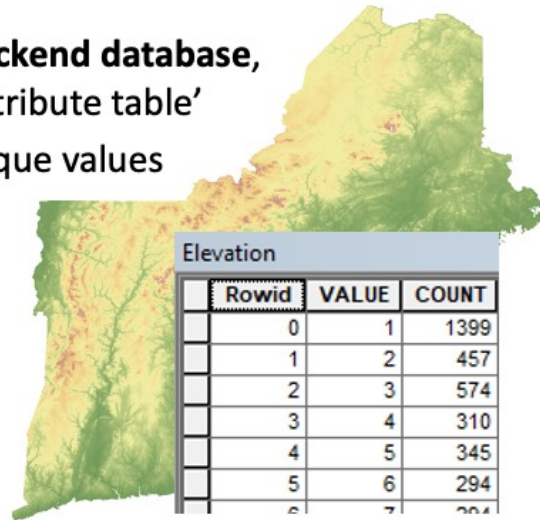 ckend database,
tribute table’
que values
Elevation
Rowid VALUE COUNT
0 1 1399
1 2 457
2 3 574
3 4 310
4 5 345
5 6 294